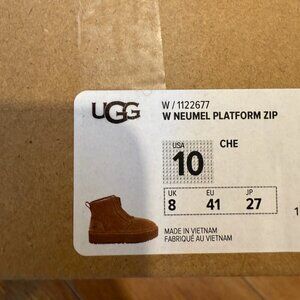 UGG
W / 1122677
W NEUMEL PLATFORM ZIP
USA
10
CHE
UK EU JP
8 41 27
MADE IN VIETNAM
FABRIQUÉ AU VIETNAM
1